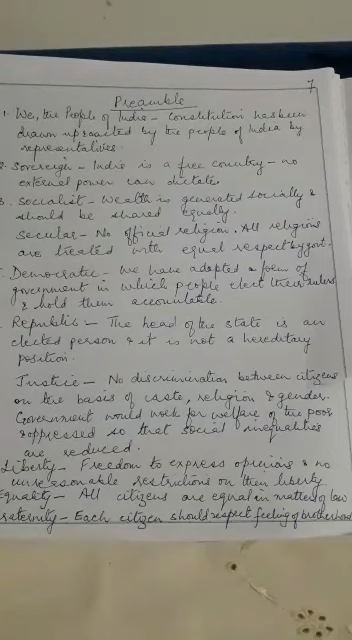 7
Preamble
1. We, the People of India - Constitution has been
drawn up & enacted by the people of India by
representatives.
2. Sovereign - India is a free country - no
external power can dictate.
3. Socialist - Wealth is generated socially &
should be shared equally.
Secular - No official religion. All religions
are treated with equal respect by govt.
5. Democratic - We have adopted a form of
government in which people elect their rulers
& hold them accountable.
Republic - The head of the state is an
elected person & it is not a hereditary
position.
Justice - No discrimination between citizens
on the basis of caste, religion & gender.
Government would work for welfare of the poor
& oppressed so that social inequalities
are reduced.
Liberty - Freedom to express opinions & no
unreasonable restrictions on their liberty.
Equality - All citizens are equal in matters of law
raternity - Each citizen should respect feeling of brotherhood